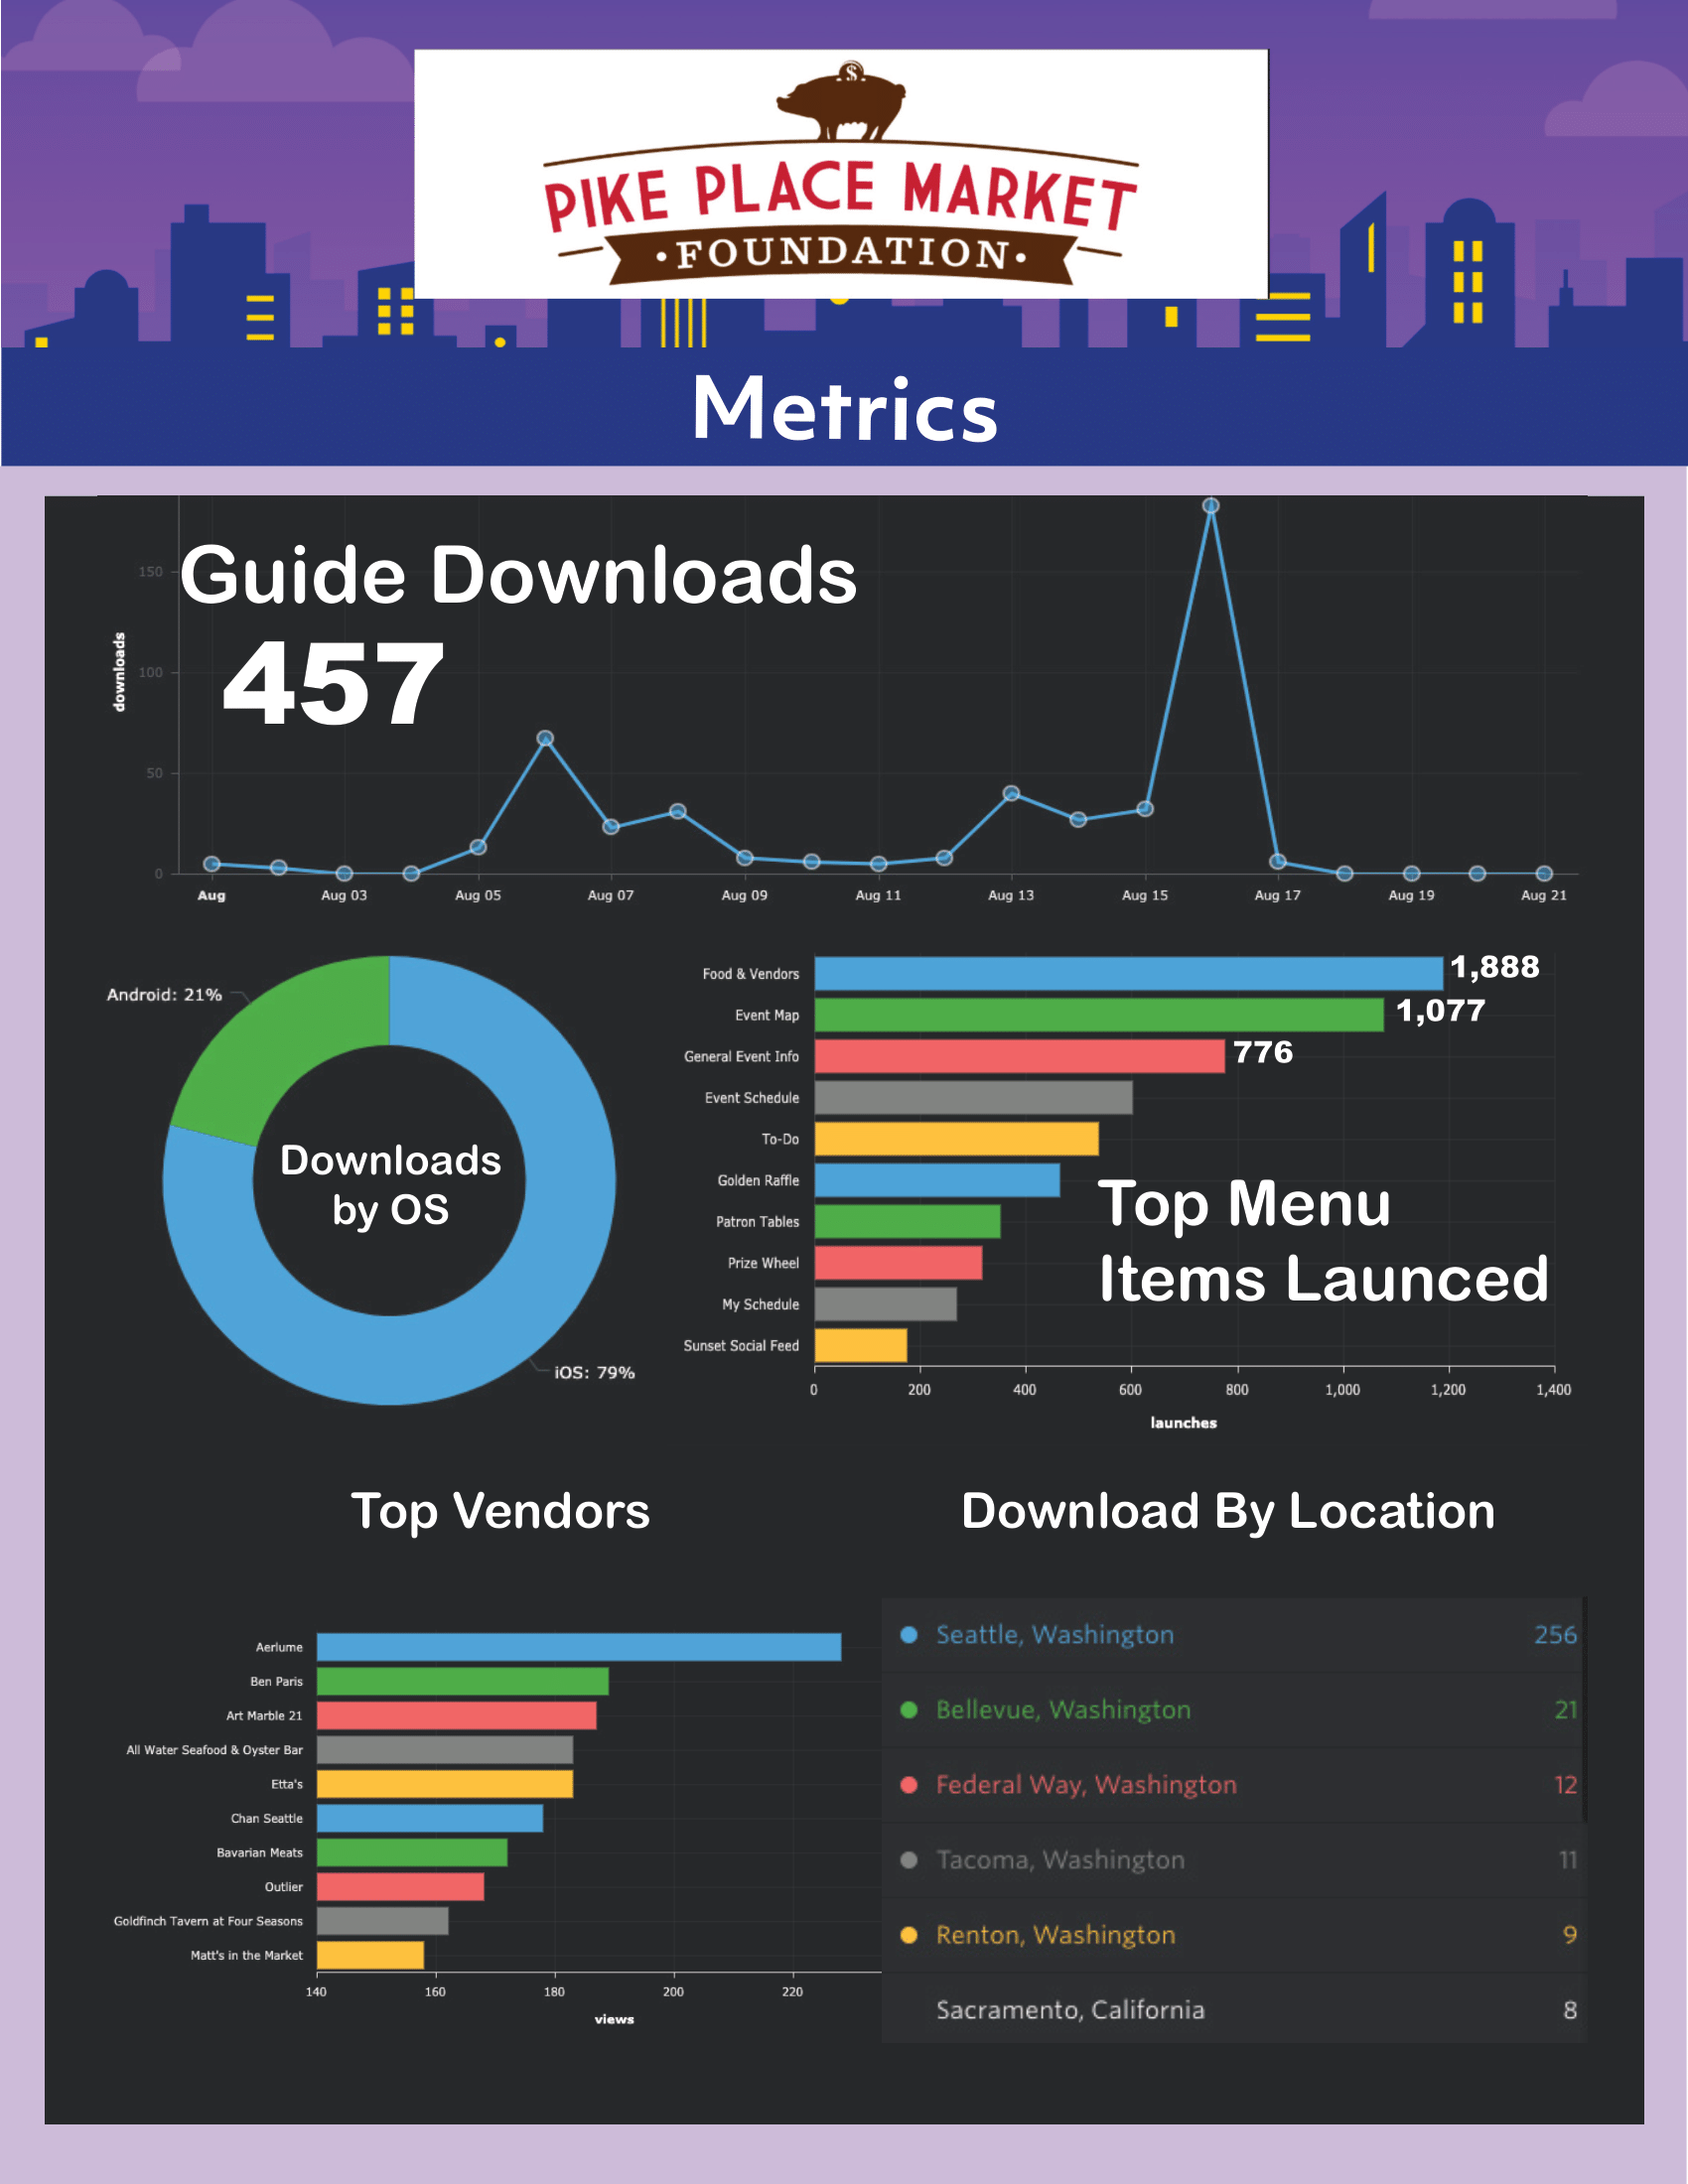 $
PIKE PLACE MARKET
•FOUNDATION•
Metrics
Guide Downloads
457
downloads
150
100
50
0
Aug Aug 03 Aug 05 Aug 07 Aug 09 Aug 11 Aug 13 Aug 15 Aug 17 Aug 19 Aug 21
Android: 21%
Downloads
by OS
iOS: 79%
Food & Vendors 1,888
Event Map 1,077
General Event Info 776
Event Schedule
To-Do
Golden Raffle
Patron Tables
Prize Wheel
My Schedule
Sunset Social Feed
Top Menu
Items Launced
0 200 400 600 800 1,000 1,200 1,400
launches
Top Vendors
Aerlume
Ben Paris
Art Marble 21
All Water Seafood & Oyster Bar
Etta's
Chan Seattle
Bavarian Meats
Outlier
Goldfinch Tavern at Four Seasons
Matt's in the Market
140 160 180 200 220
views
Download By Location
Seattle, Washington 256
Bellevue, Washington 21
Federal Way, Washington 12
Tacoma, Washington 11
Renton, Washington 9
Sacramento, California 8